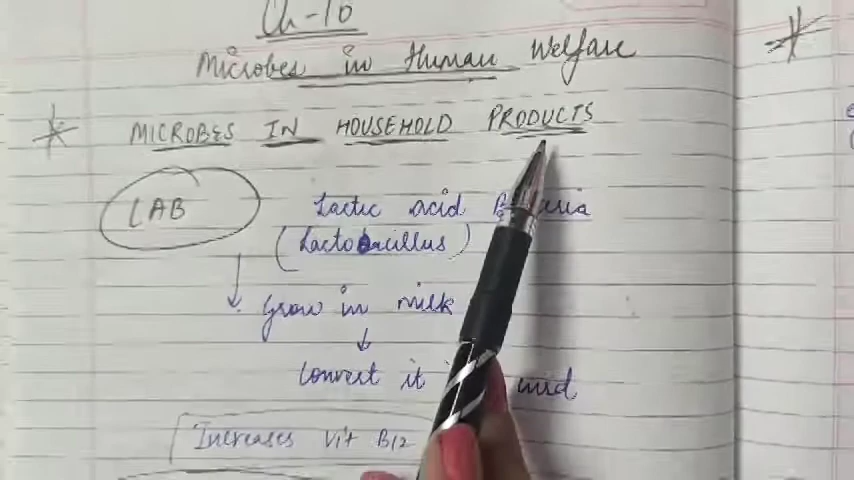 Ch-10
Microbes in Human Welfare
MICROBES IN HOUSEHOLD PRODUCTS
LAB Lactic acid
(Lactobacillus)
Grow in milk
Convert it
Increases Vit B12